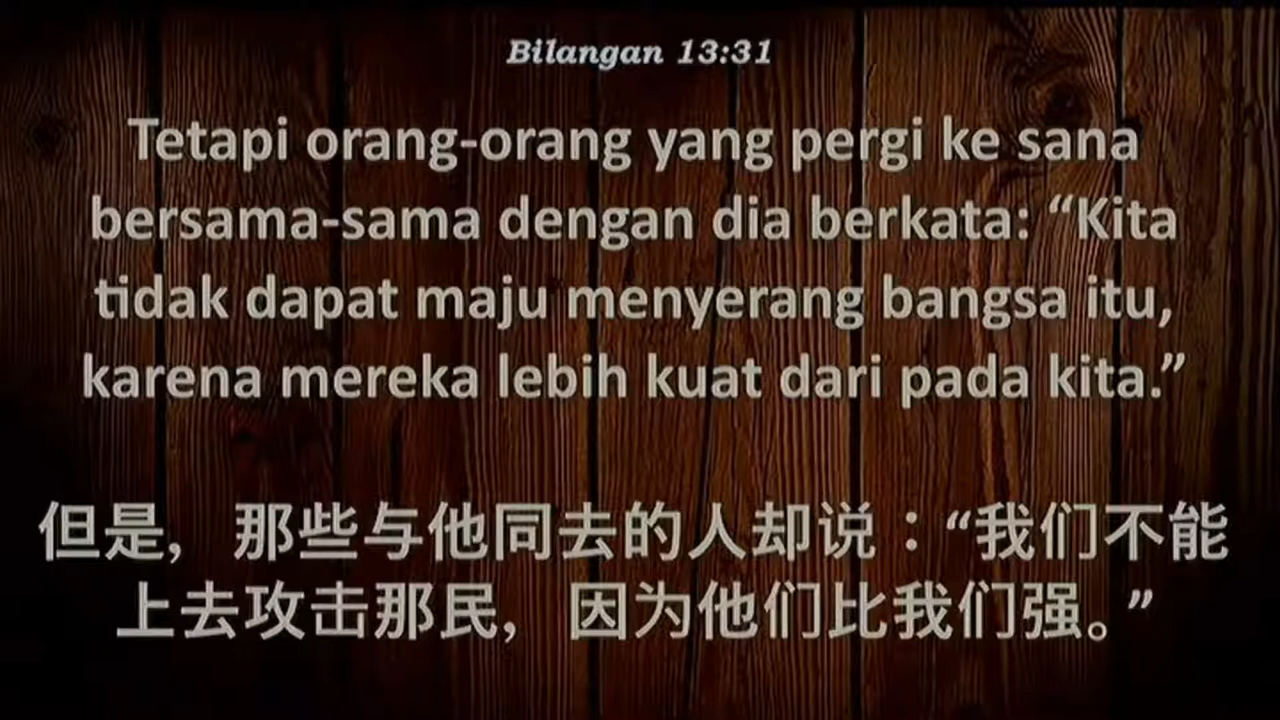 Bilangan 13:31
Tetapi orang-orang yang pergi ke sana
bersama-sama dengan dia berkata: “Kita
tidak dapat maju menyerang bangsa itu,
karena mereka lebih kuat dari pada kita.”
但是，那些与他同去的人却说：“我们不能
上去攻击那民，因为他们比我们强。”